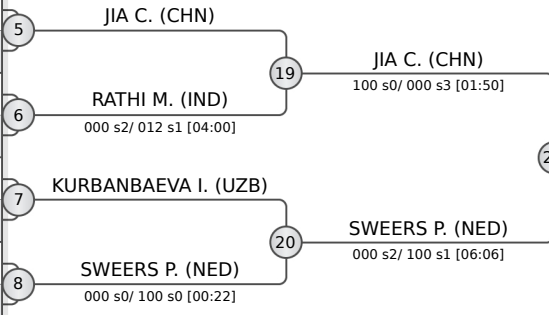 5
JIA C. (CHN)
19
JIA C. (CHN)
100 s0/ 000 s3 [01:50]
6
RATHI M. (IND)
000 s2/ 012 s1 [04:00]
7
KURBANBAEVA I. (UZB)
20
SWEERS P. (NED)
000 s2/ 100 s1 [06:06]
8
SWEERS P. (NED)
000 s0/ 100 s0 [00:22]